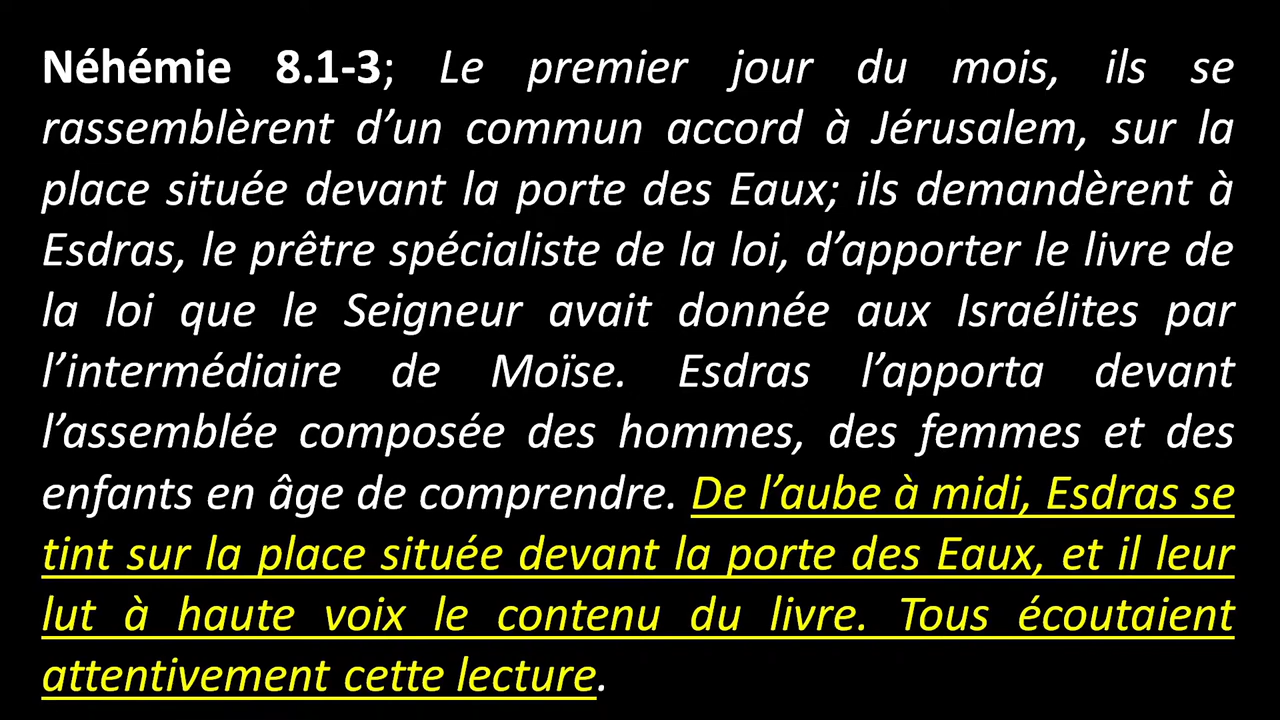 Néhémie 8.1-3; Le premier jour du mois, ils se
rassemblèrent d’un commun accord à Jérusalem, sur la
place située devant la porte des Eaux; ils demandèrent à
Esdras, le prêtre spécialiste de la loi, d’apporter le livre de
la loi que le Seigneur avait donnée aux Israélites par
l’intermédiaire de Moïse. Esdras l’apporta devant
l’assemblée composée des hommes, des femmes et des
enfants en âge de comprendre. De l’aube à midi, Esdras se
tint sur la place située devant la porte des Eaux, et il leur
lut à haute voix le contenu du livre. Tous écoutaient
attentivement cette lecture.